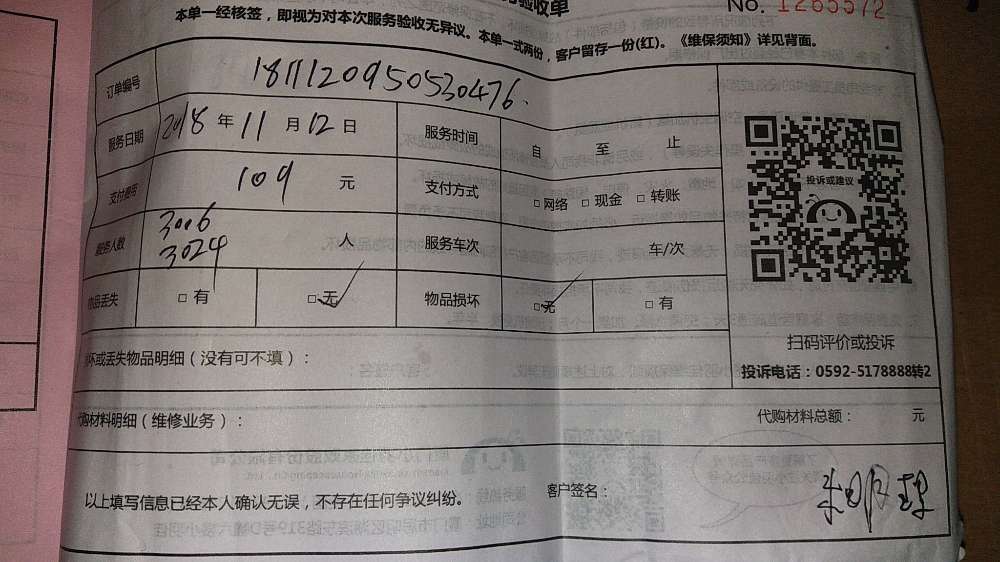 验收单
No. 1265572
本单一经核签，即视为对本次服务验收无异议。本单一式两份，客户留存一份(红)。《维保须知》详见背面。
订单编号 1811120950530476
服务日期 2018 年 11 月 12 日 服务时间 自 至 止
支付费用 109 元 支付方式 □网络 □现金 □转账
服务人数 3006 3024 人 服务车次 车/次
物品丢失 □有 □无 物品损坏 □无 □有
投诉或建议
扫码评价或投诉
投诉电话：0592-5178888转2
坏或丢失物品明细（没有可不填）：
代购材料明细（维修业务）： 代购材料总额： 元
以上填写信息已经本人确认无误，不存在任何争议纠纷。 客户签名：